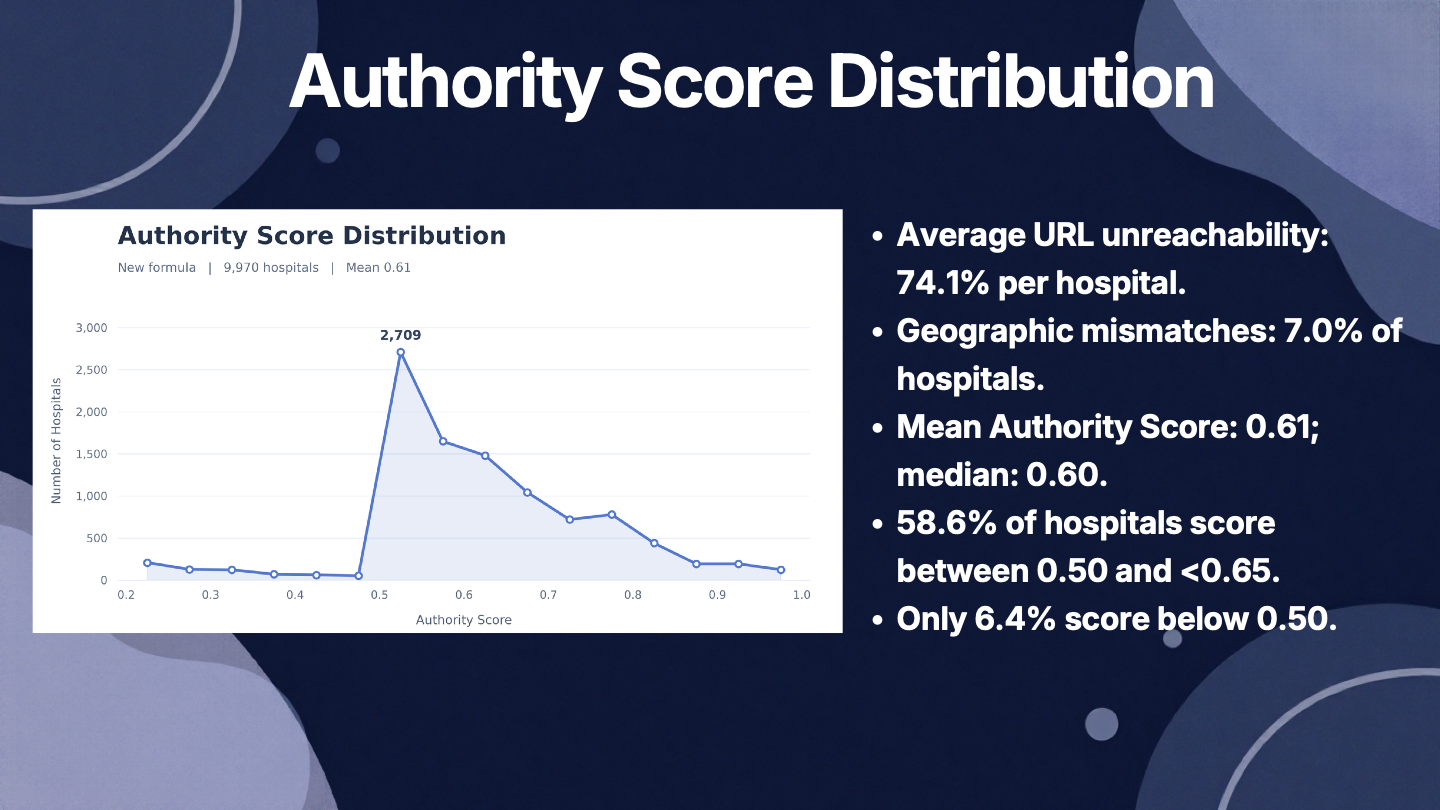 Authority Score Distribution
Authority Score Distribution
New formula | 9,970 hospitals | Mean 0.61
3,000
2,500
2,000
1,500
1,000
500
0
Number of Hospitals
2,709
0.2 0.3 0.4 0.5 0.6 0.7 0.8 0.9 1.0
Authority Score
• Average URL unreachability:
74.1% per hospital.
• Geographic mismatches: 7.0% of
hospitals.
• Mean Authority Score: 0.61;
median: 0.60.
• 58.6% of hospitals score
between 0.50 and <0.65.
• Only 6.4% score below 0.50.